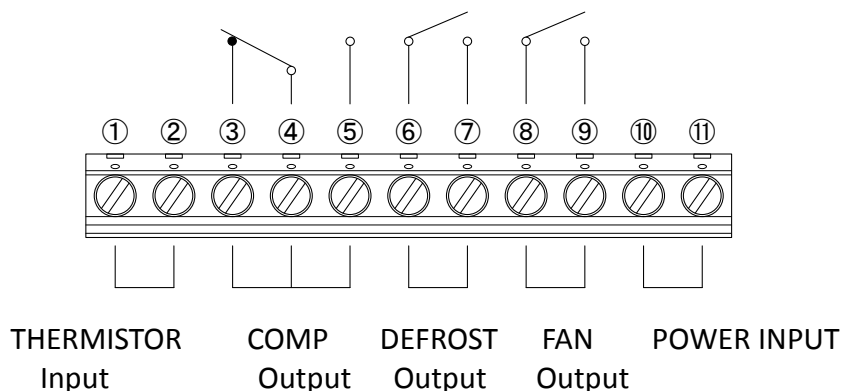 ① ② ③ ④ ⑤ ⑥ ⑦ ⑧ ⑨ ⑩ ⑪
THERMISTOR COMP DEFROST FAN POWER INPUT
Input Output Output Output